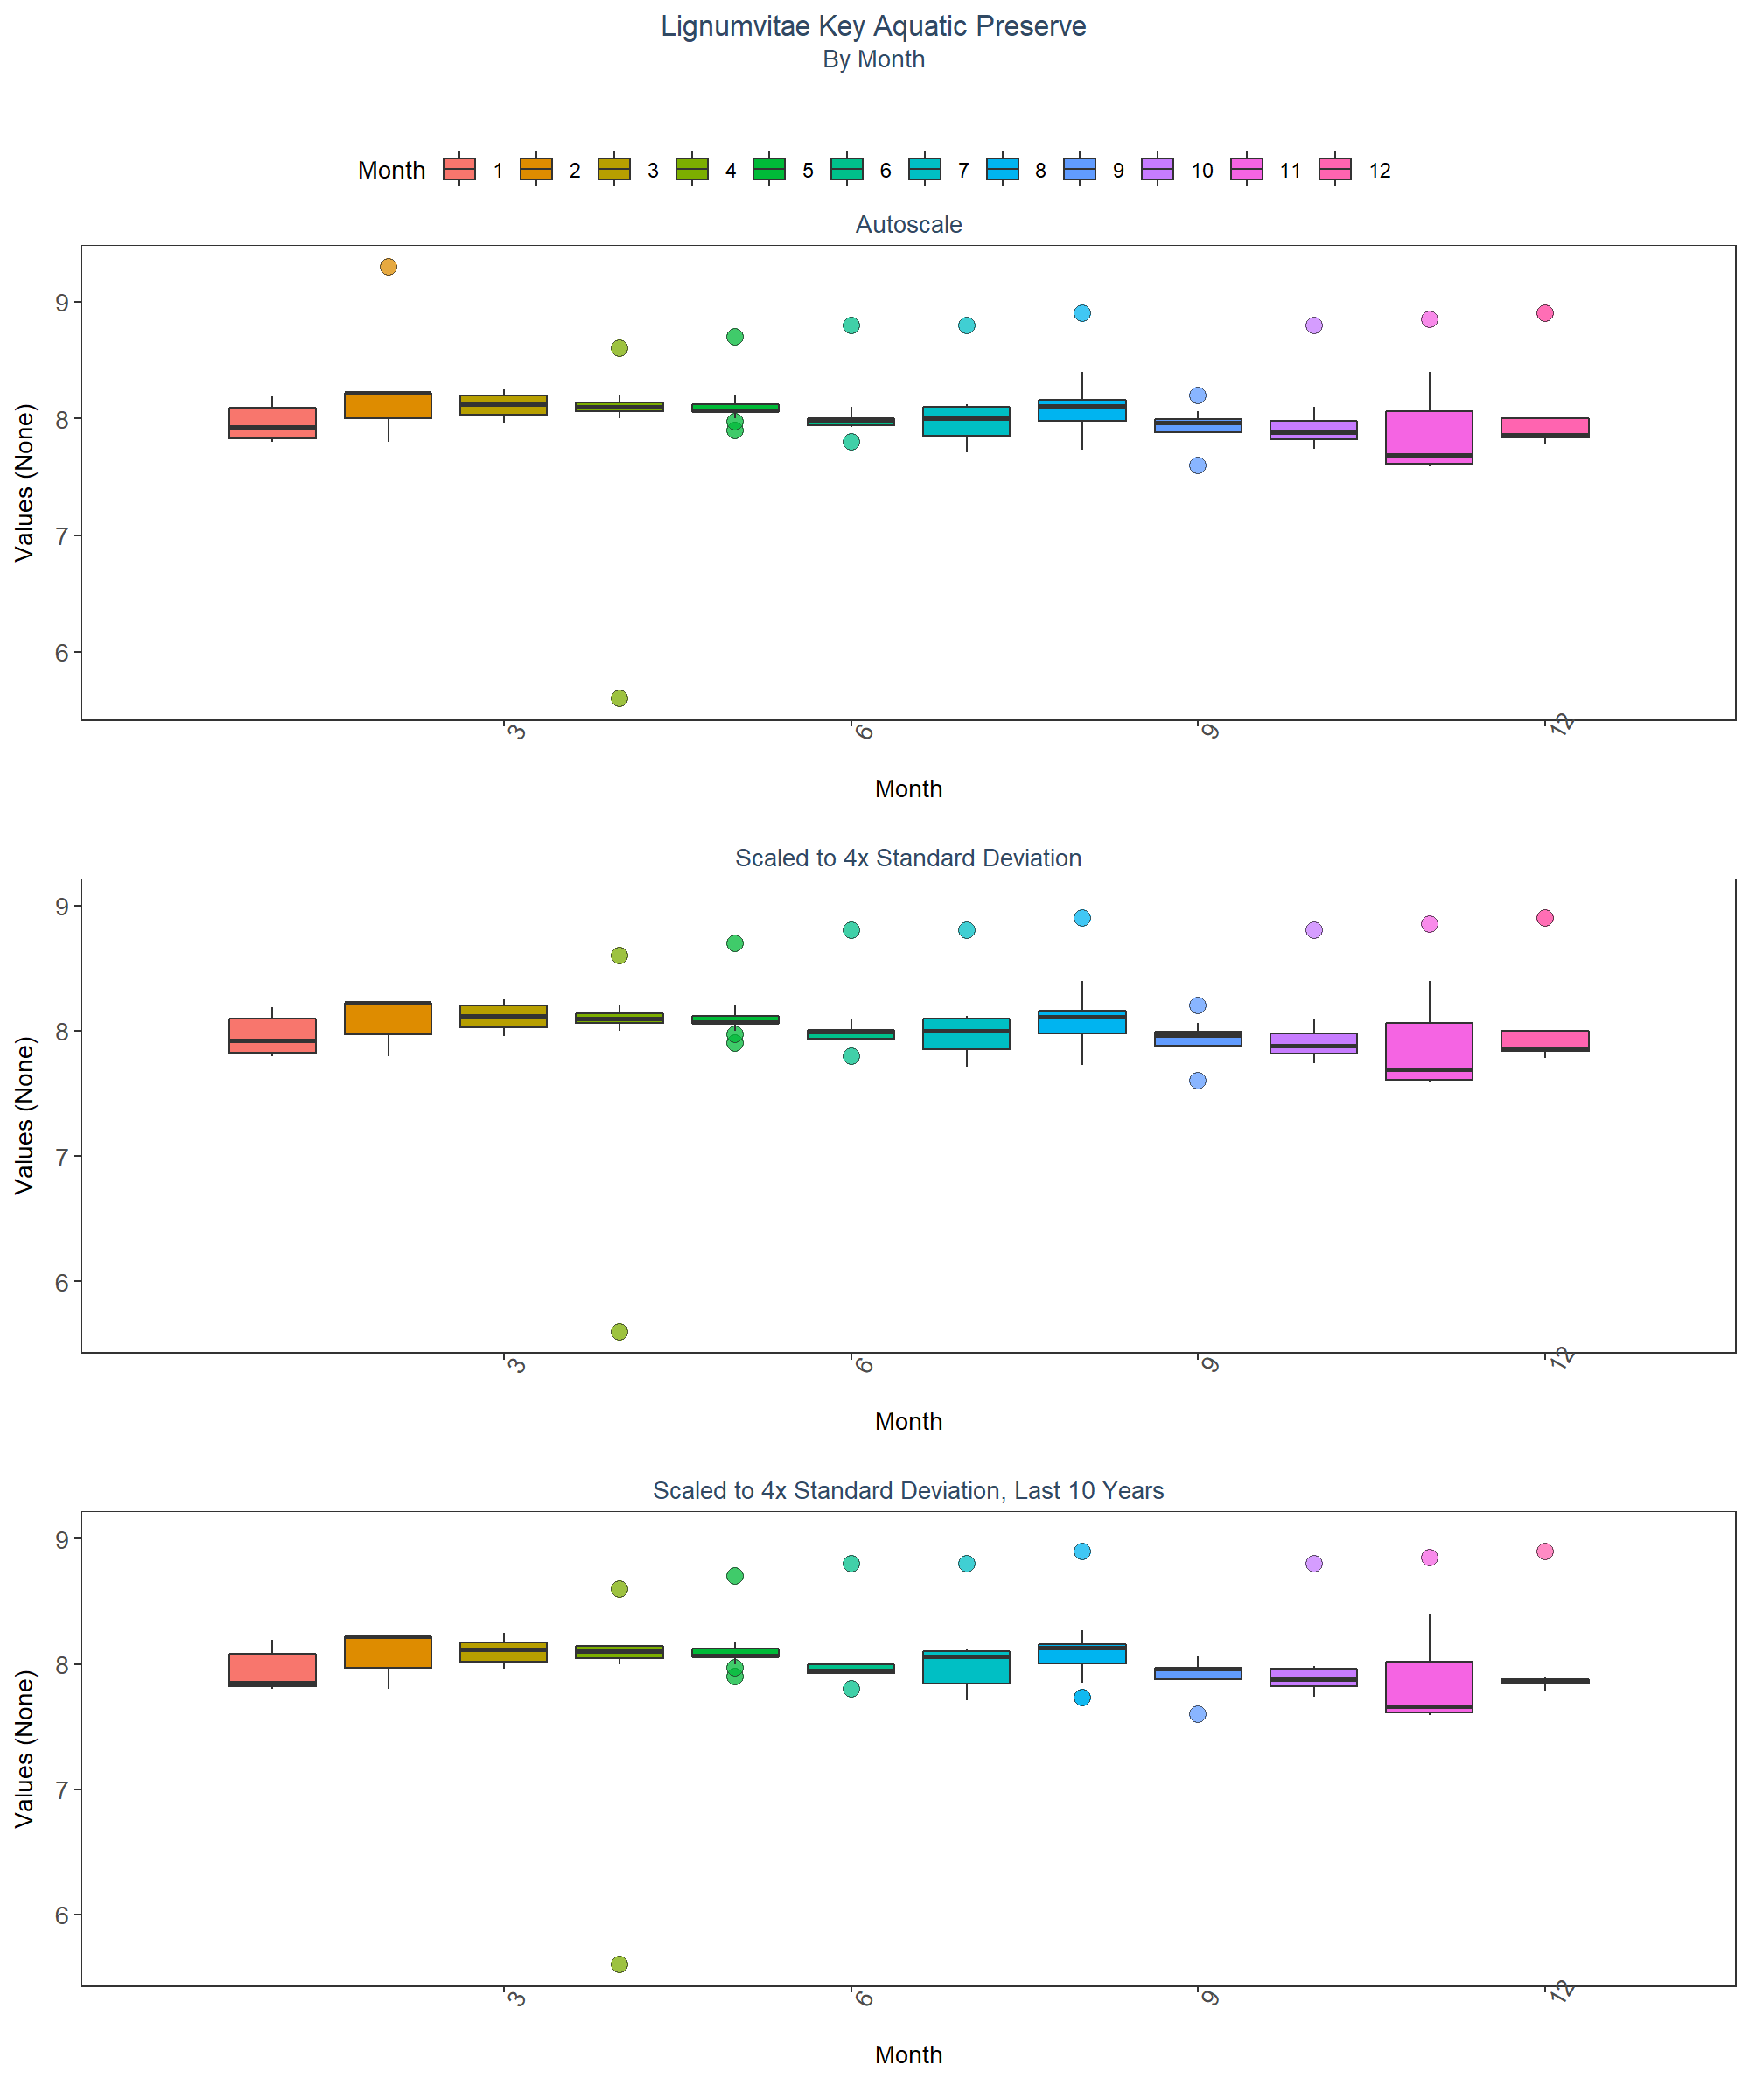 Lignumvitae Key Aquatic Preserve
By Month
Month 1 2 3 4 5 6 7 8 9 10 11 12
Autoscale
Values (None)
9
8
7
6
3 6 9 12
Month
Scaled to 4x Standard Deviation
Values (None)
9
8
7
6
3 6 9 12
Month
Scaled to 4x Standard Deviation, Last 10 Years
Values (None)
9
8
7
6
3 6 9 12
Month